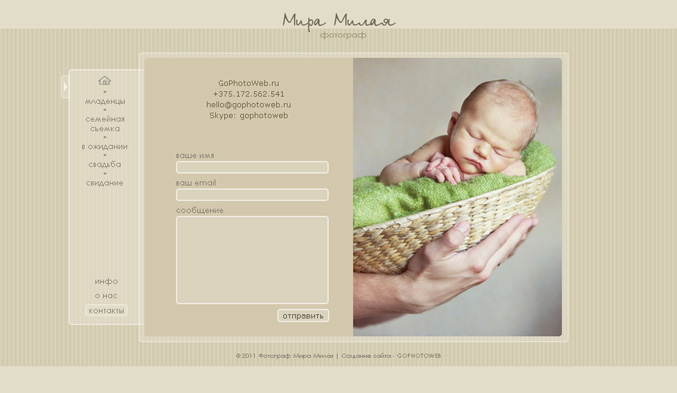 Мира Милая
фотограф
младенцы
семейная
съемка
в ожидании
свадьба
свидание
инфо
о нас
контакты
GoPhotoWeb.ru
+375.172.562.541
hello@gophotoweb.ru
Skype: gophotoweb
ваше имя
ваш email
сообщение
отправить
©2011 Фотограф Мира Милая | Создание сайта - GOPHOTOWEB